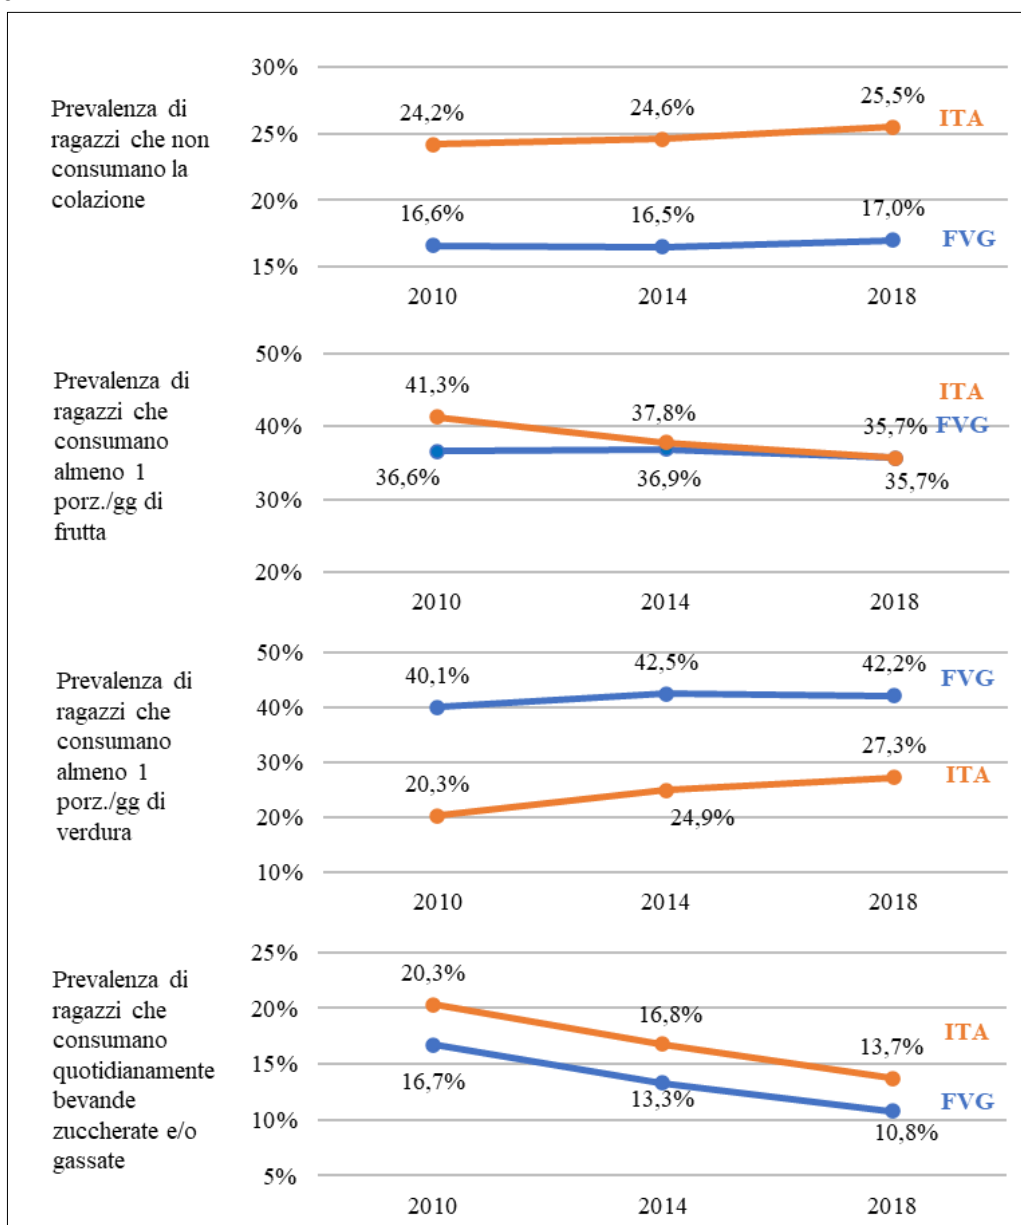 Prevalenza di
ragazzi che non
consumano la
colazione
30%
25%
20%
15%
24,2%
24,6%
25,5%
ITA
16,6%
16,5%
17,0%
FVG
2010
2014
2018
Prevalenza di
ragazzi che
consumano
almeno 1
porz./gg di
frutta
50%
40%
30%
20%
41,3%
37,8%
35,7%
ITA
FVG
36,6%
36,9%
35,7%
2010
2014
2018
Prevalenza di
ragazzi che
consumano
almeno 1
porz./gg di
verdura
50%
40%
30%
20%
10%
40,1%
42,5%
42,2%
FVG
20,3%
24,9%
27,3%
ITA
2010
2014
2018
Prevalenza di
ragazzi che
consumano
quotidianamente
bevande
zuccherate e/o
gassate
25%
20%
15%
10%
5%
20,3%
16,8%
13,7%
ITA
16,7%
13,3%
10,8%
FVG
2010
2014
2018